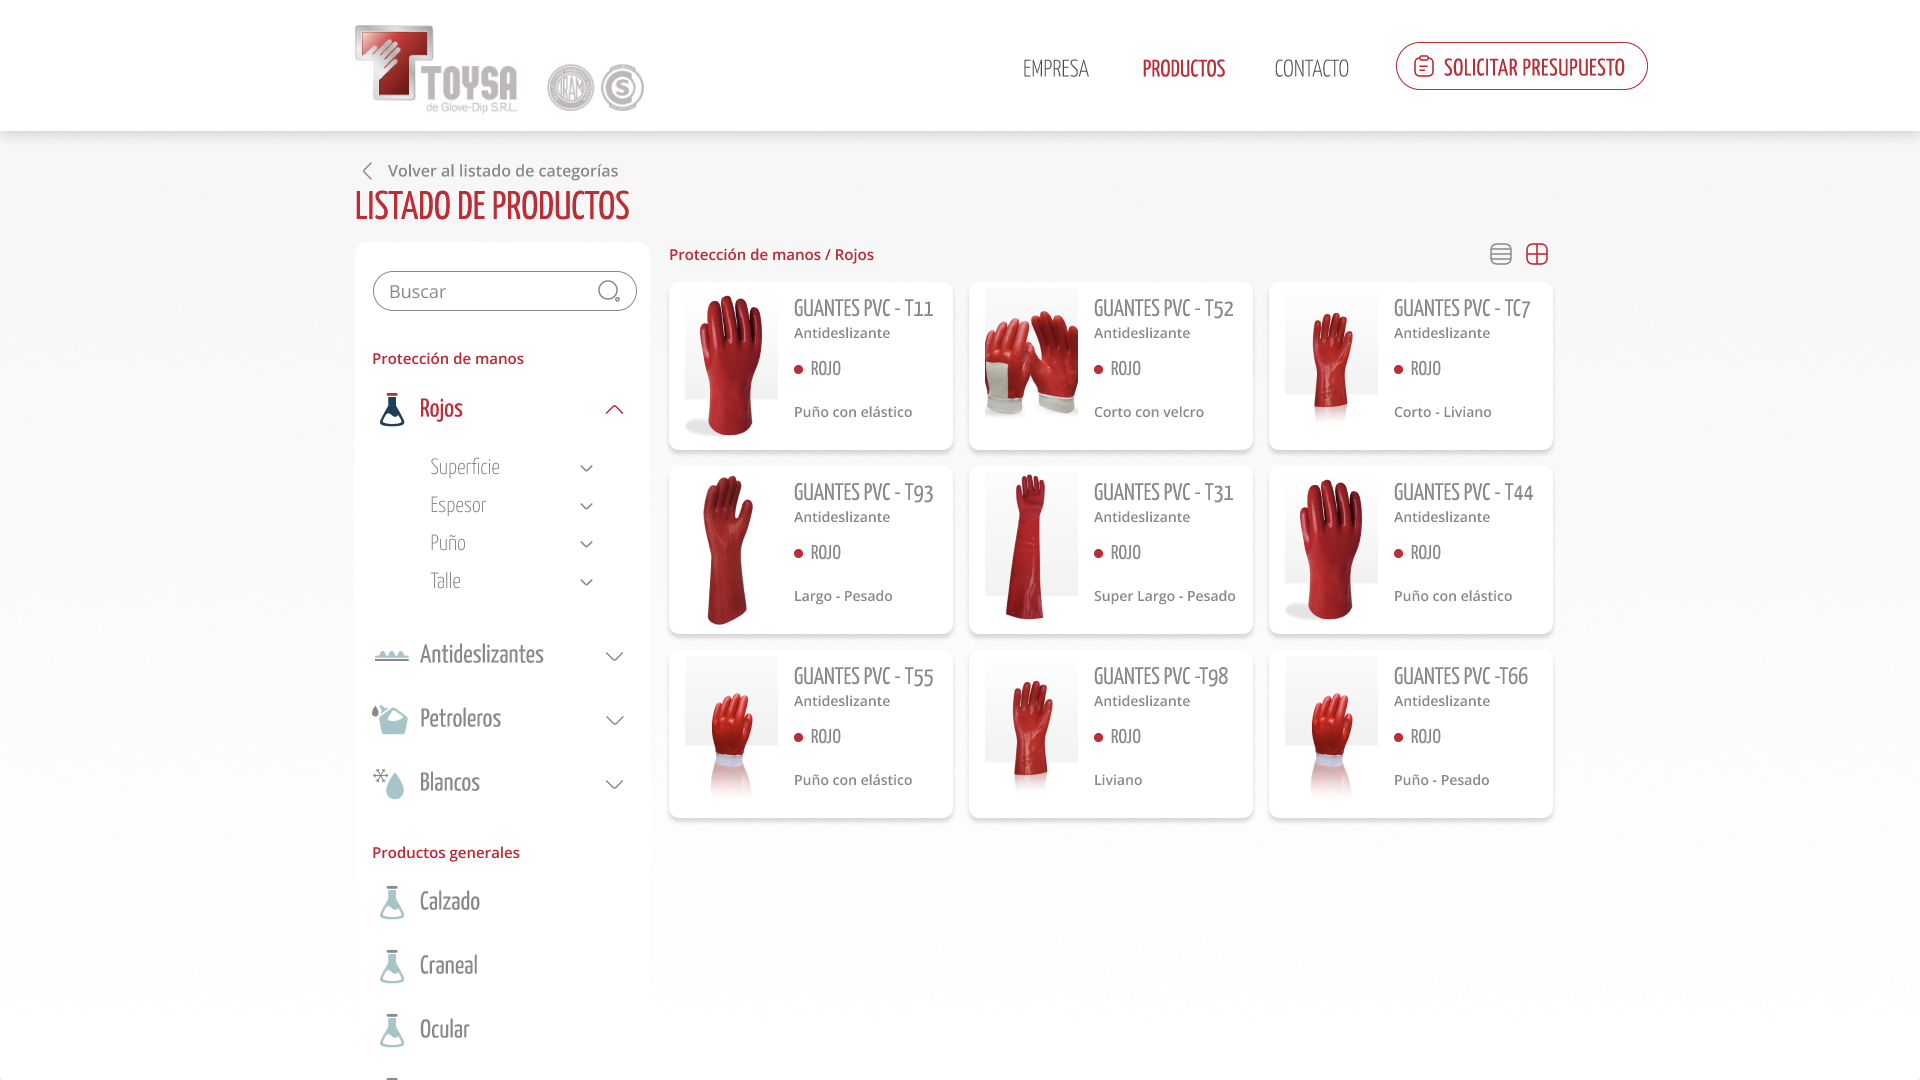 TOYSA
de Glove-Dip S.R.L.
IRAM
S
EMPRESA
PRODUCTOS
CONTACTO
SOLICITAR PRESUPUESTO
Volver al listado de categorías
LISTADO DE PRODUCTOS
Buscar
Protección de manos
Rojos
Superficie
Espesor
Puño
Talle
Antideslizantes
Petroleros
Blancos
Productos generales
Calzado
Craneal
Ocular
Protección de manos / Rojos
GUANTES PVC - T11
Antideslizante
ROJO
Puño con elástico
GUANTES PVC - T52
Antideslizante
ROJO
Corto con velcro
GUANTES PVC - TC7
Antideslizante
ROJO
Corto - Liviano
GUANTES PVC - T93
Antideslizante
ROJO
Largo - Pesado
GUANTES PVC - T31
Antideslizante
ROJO
Super Largo - Pesado
GUANTES PVC - T44
Antideslizante
ROJO
Puño con elástico
GUANTES PVC - T55
Antideslizante
ROJO
Puño con elástico
GUANTES PVC -T98
Antideslizante
ROJO
Liviano
GUANTES PVC -T66
Antideslizante
ROJO
Puño - Pesado